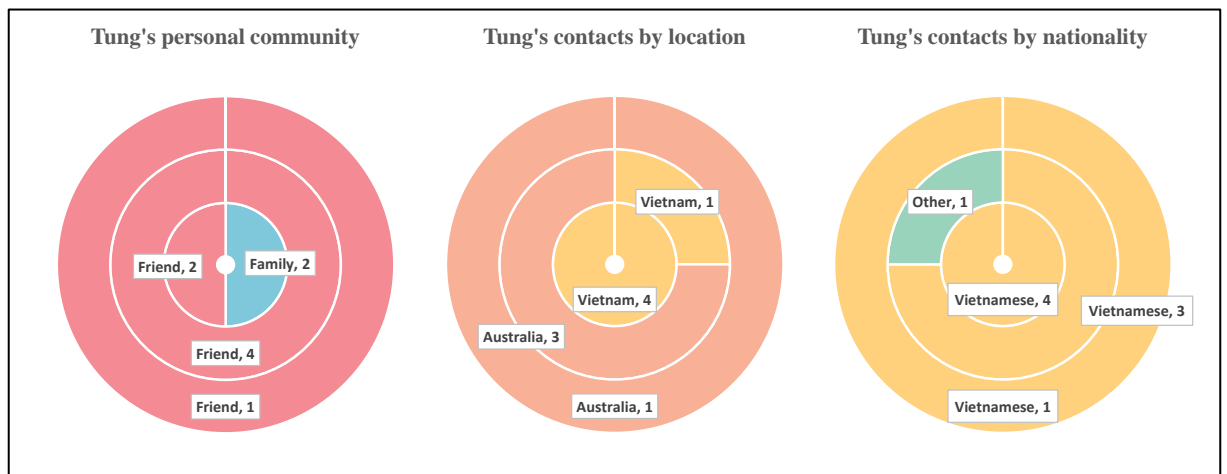 Tung's personal community
Friend, 2
Family, 2
Friend, 4
Friend, 1
Tung's contacts by location
Vietnam, 1
Vietnam, 4
Australia, 3
Australia, 1
Tung's contacts by nationality
Other, 1
Vietnamese, 4
Vietnamese, 3
Vietnamese, 1